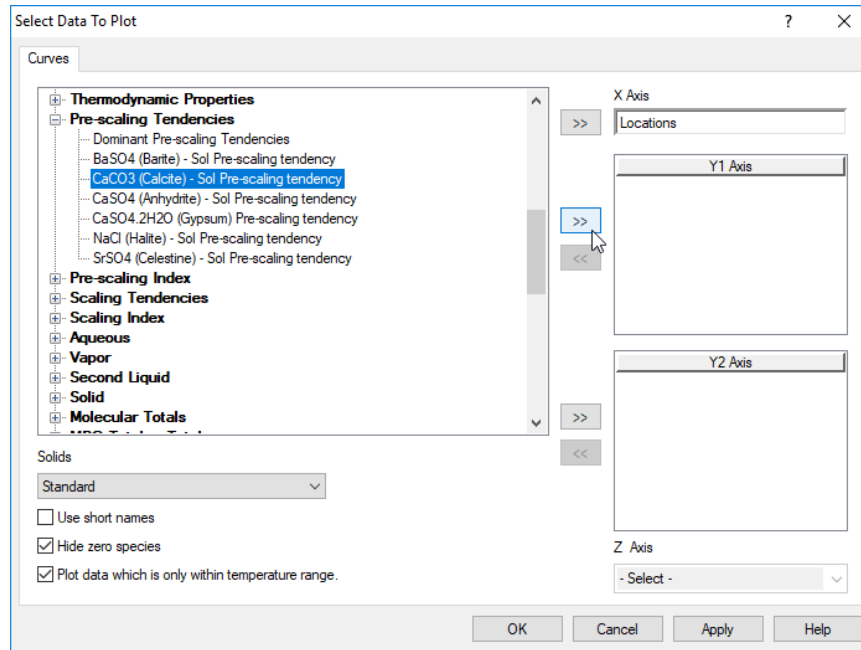 Select Data To Plot
?
Curves
Thermodynamic Properties
Pre-scaling Tendencies
Dominant Pre-scaling Tendencies
BaSO4 (Barite) - Sol Pre-scaling tendency
CaCO3 (Calcite) - Sol Pre-scaling tendency
CaSO4 (Anhydrite) - Sol Pre-scaling tendency
CaSO4.2H2O (Gypsum) Pre-scaling tendency
NaCl (Halite) - Sol Pre-scaling tendency
SrSO4 (Celestine) - Sol Pre-scaling tendency
Pre-scaling Index
Scaling Tendencies
Scaling Index
Aqueous
Vapor
Second Liquid
Solid
Molecular Totals
>>
>>
<<
>>
<<
X Axis
Locations
Y1 Axis
Y2 Axis
Z Axis
- Select -
Solids
Standard
Use short names
Hide zero species
Plot data which is only within temperature range.
OK
Cancel
Apply
Help